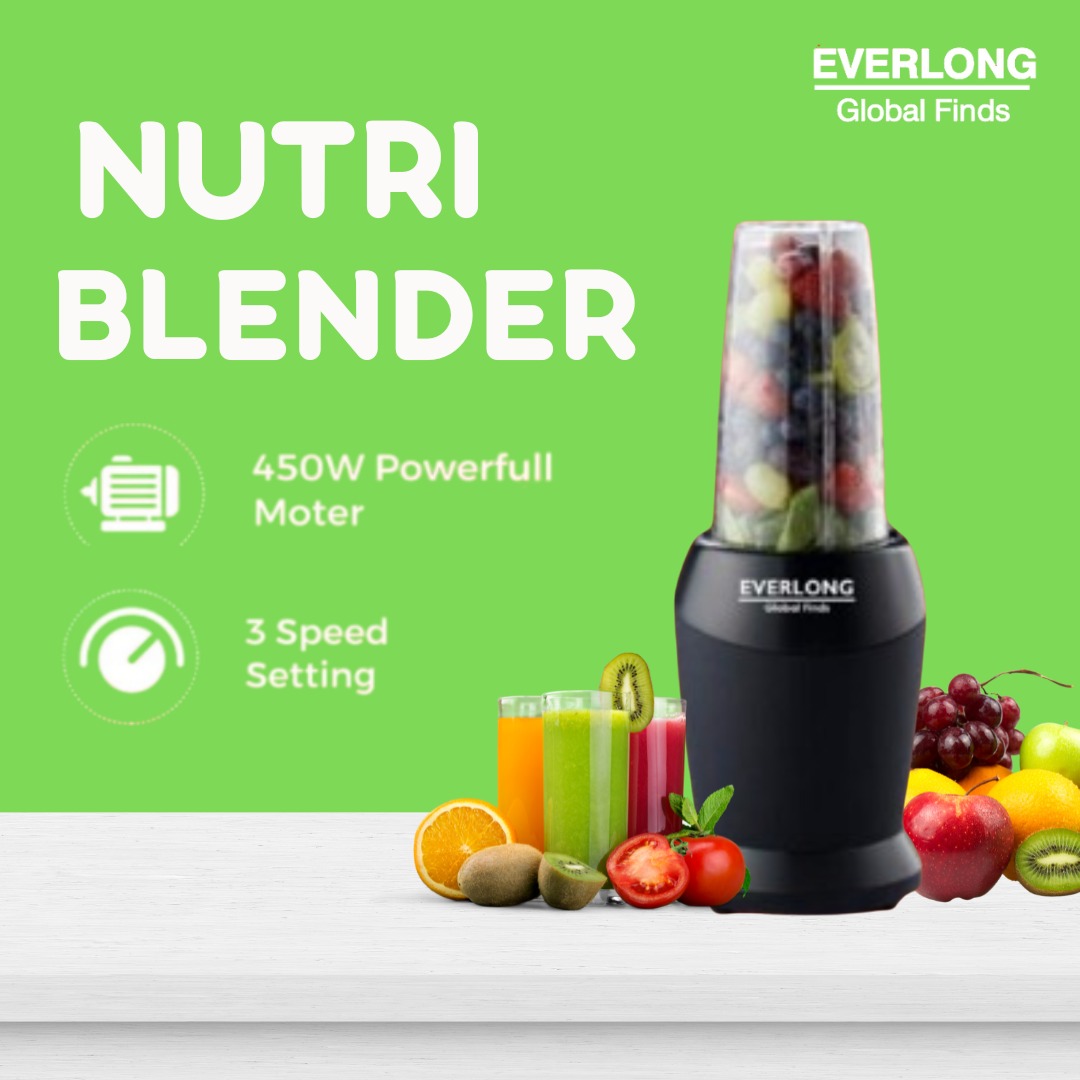 EVERLONG
Global Finds
NUTRI
BLENDER
450W Powerfull
Moter
3 Speed
Setting
EVERLONG
Global Finds